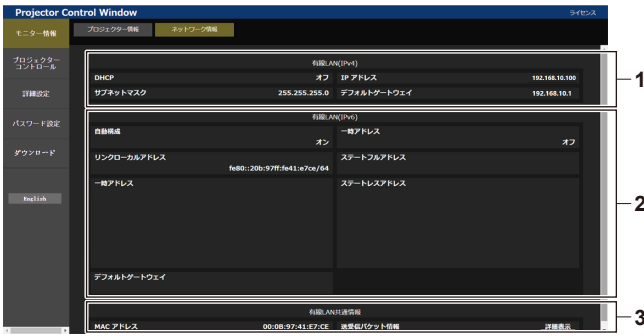 Projector Control Window
ライセンス
モニター情報
プロジェクター情報
ネットワーク情報
プロジェクター
コントロール
詳細設定
パスワード設定
ダウンロード
English
有線LAN(IPv4)
DHCP オフ IP アドレス 192.168.10.100
サブネットマスク 255.255.255.0 デフォルトゲートウェイ 192.168.10.1
1
有線LAN(IPv6)
自動構成 オン 一時アドレス オフ
リンクローカルアドレス fe80::20b:97ff:fe41:e7ce/64 ステートフルアドレス
一時アドレス ステートレスアドレス
デフォルトゲートウェイ
2
有線LAN共通情報
MAC アドレス 00:0B:97:41:E7:CE 送受信パケット情報 詳細表示
3